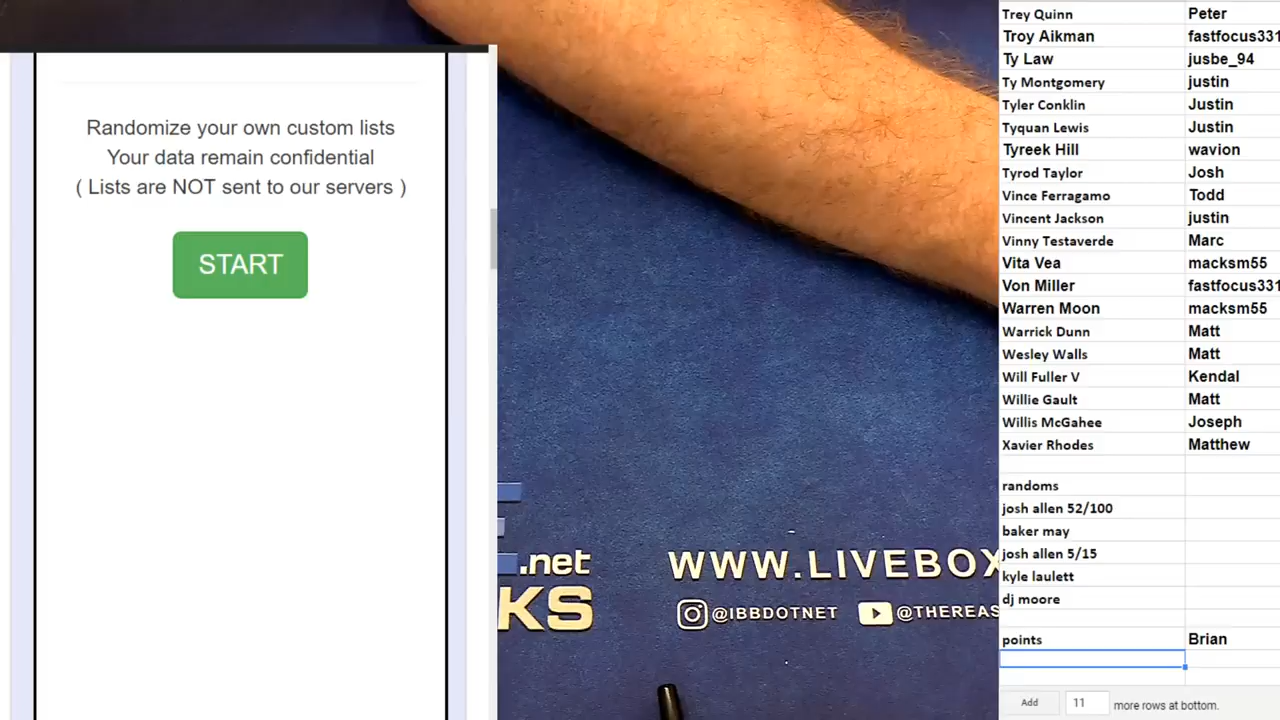 Randomize your own custom lists
Your data remain confidential
( Lists are NOT sent to our servers )
START
.net
KS
WWW.LIVEBOX
@IBBDOTNET @THEREAS
Trey Quinn Peter
Troy Aikman fastfocus331
Ty Law jusbe_94
Ty Montgomery justin
Tyler Conklin Justin
Tyquan Lewis Justin
Tyreek Hill wavion
Tyrod Taylor Josh
Vince Ferragamo Todd
Vincent Jackson justin
Vinny Testaverde Marc
Vita Vea macksm55
Von Miller fastfocus331
Warren Moon macksm55
Warrick Dunn Matt
Wesley Walls Matt
Will Fuller V Kendal
Willie Gault Matt
Willis McGahee Joseph
Xavier Rhodes Matthew
randoms
josh allen 52/100
baker may
josh allen 5/15
kyle laulett
dj moore
points Brian
Add 11 more rows at bottom.